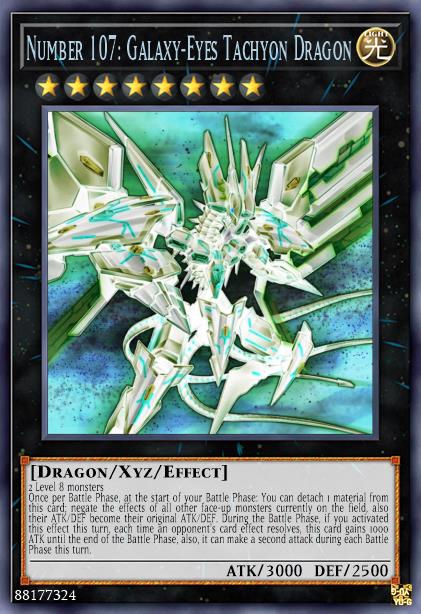 NUMBER 107: GALAXY-EYES TACHYON DRAGON
LIGHT
光
[DRAGON/XYZ/EFFECT]
2 Level 8 monsters
Once per Battle Phase, at the start of your Battle Phase: You can detach 1 material from
this card; negate the effects of all other face-up monsters currently on the field, also
their ATK/DEF become their original ATK/DEF. During the Battle Phase, if you activated
this effect this turn, each time an opponent's card effect resolves, this card gains 1000
ATK until the end of the Battle Phase, also, it can make a second attack during each Battle
Phase this turn.
ATK/3000 DEF/2500
88177324